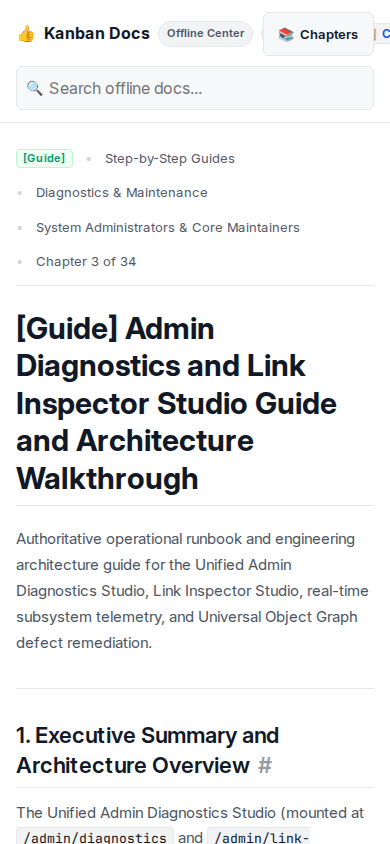 👍 Kanban Docs Offline Center 📚 Chapters
🔍 Search offline docs...
[Guide] • Step-by-Step Guides
• Diagnostics & Maintenance
• System Administrators & Core Maintainers
• Chapter 3 of 34
[Guide] Admin
Diagnostics and Link
Inspector Studio Guide
and Architecture
Walkthrough
Authoritative operational runbook and engineering
architecture guide for the Unified Admin
Diagnostics Studio, Link Inspector Studio, real-time
subsystem telemetry, and Universal Object Graph
defect remediation.
1. Executive Summary and
Architecture Overview #
The Unified Admin Diagnostics Studio (mounted at
/admin/diagnostics and /admin/link-